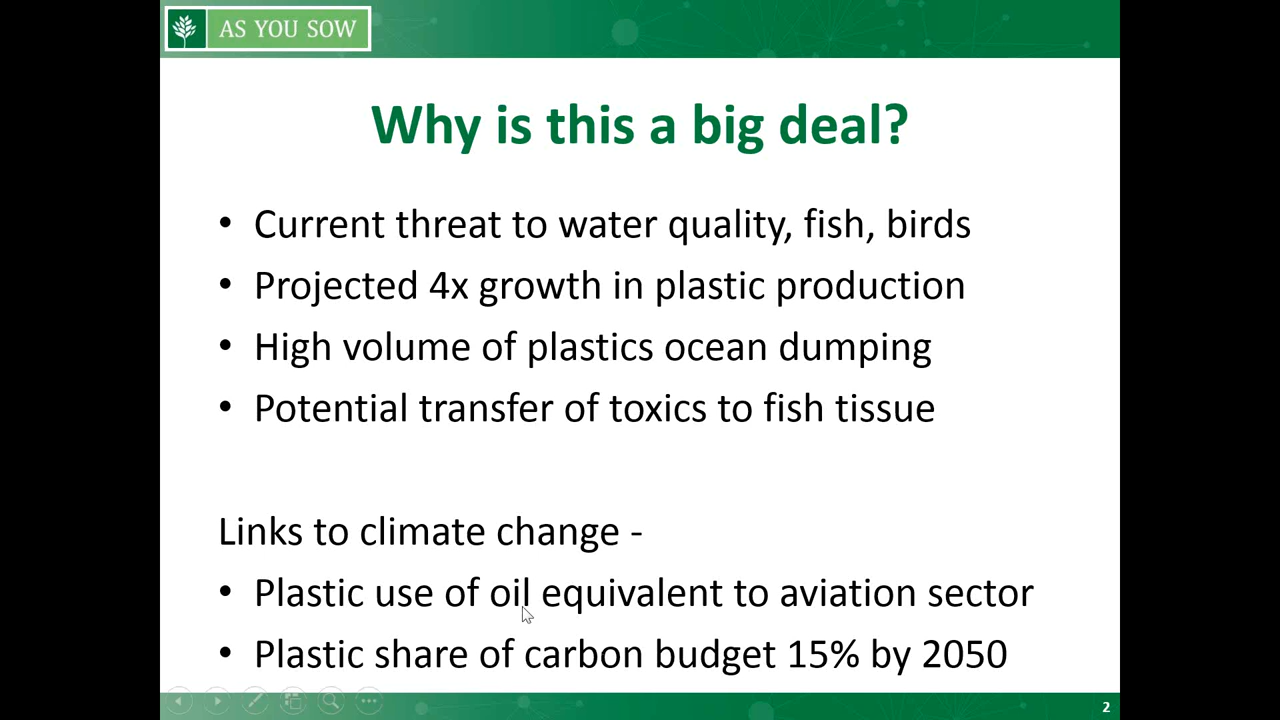 AS YOU SOW
Why is this a big deal?
• Current threat to water quality, fish, birds
• Projected 4x growth in plastic production
• High volume of plastics ocean dumping
• Potential transfer of toxics to fish tissue
Links to climate change -
• Plastic use of oil equivalent to aviation sector
• Plastic share of carbon budget 15% by 2050
2